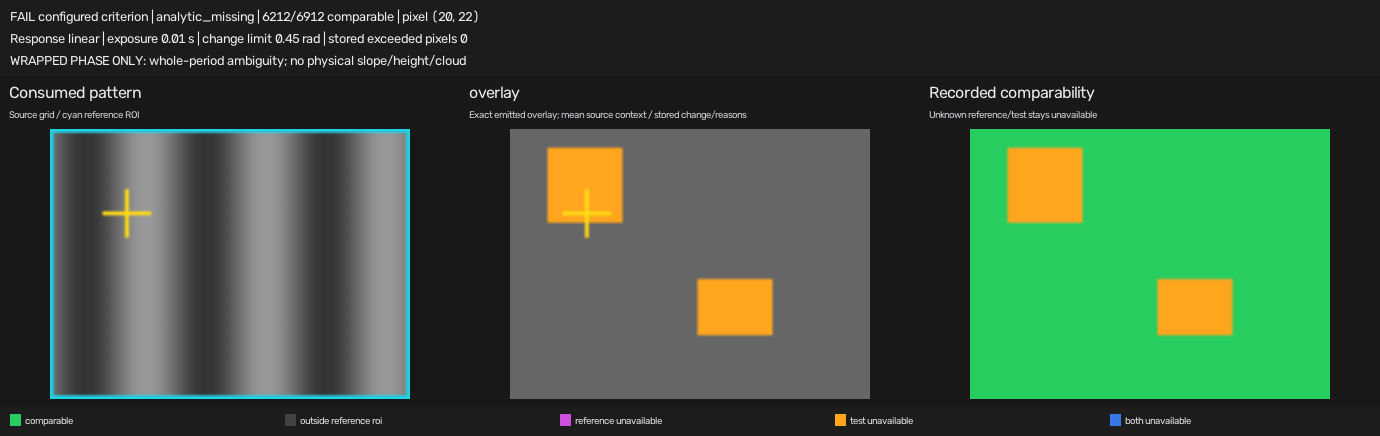 FAIL configured criterion | analytic_missing | 6212/6912 comparable | pixel (20, 22)
Response linear | exposure 0.01 s | change limit 0.45 rad | stored exceeded pixels 0
WRAPPED PHASE ONLY: whole-period ambiguity; no physical slope/height/cloud
Consumed pattern
Source grid / cyan reference ROI
overlay
Exact emitted overlay; mean source context / stored change/reasons
Recorded comparability
Unknown reference/test stays unavailable
comparable
outside reference roi
reference unavailable
test unavailable
both unavailable